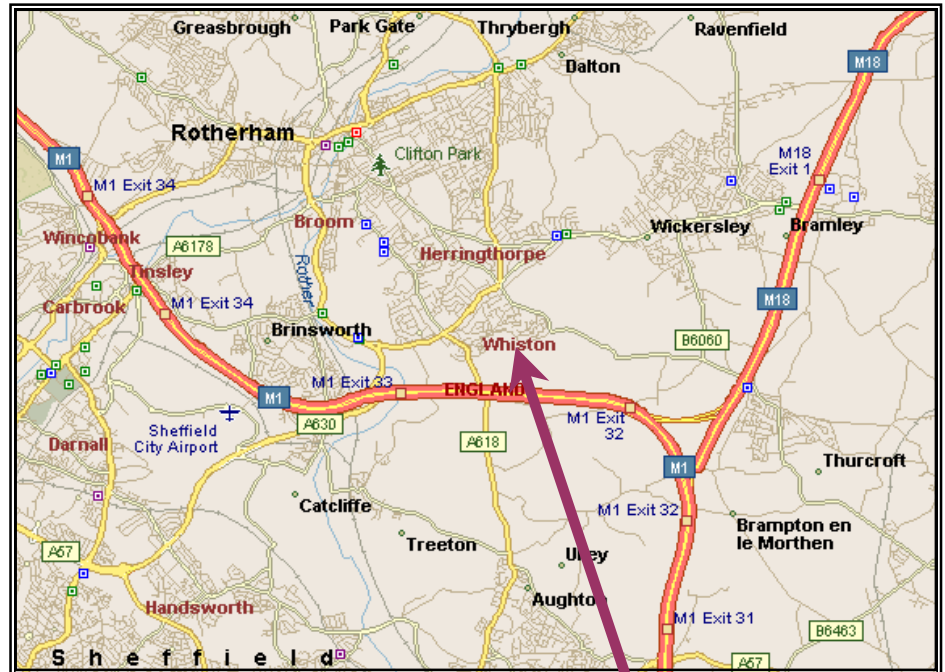 Greasbrough
Park Gate
Thrybergh
Ravenfield
Dalton
M18
Rotherham
Clifton Park
M1
M1 Exit 34
M18
Exit 1
Broom
Wickersley
Bramley
Wincobank
A6178
Herringthorpe
Tinsley
Rother
Carbrook
M1 Exit 34
M18
Brinsworth
Whiston
B6060
M1 Exit 33
ENGLAND
M1
M1 Exit
32
Sheffield
City Airport
A630
Darnall
A618
M1
Thurcroft
Catcliffe
M1 Exit 32
Brampton en
le Morthen
Treeton
A57
Ulley
Aughton
Handsworth
M1 Exit 31
B6463
Sheffield
A57